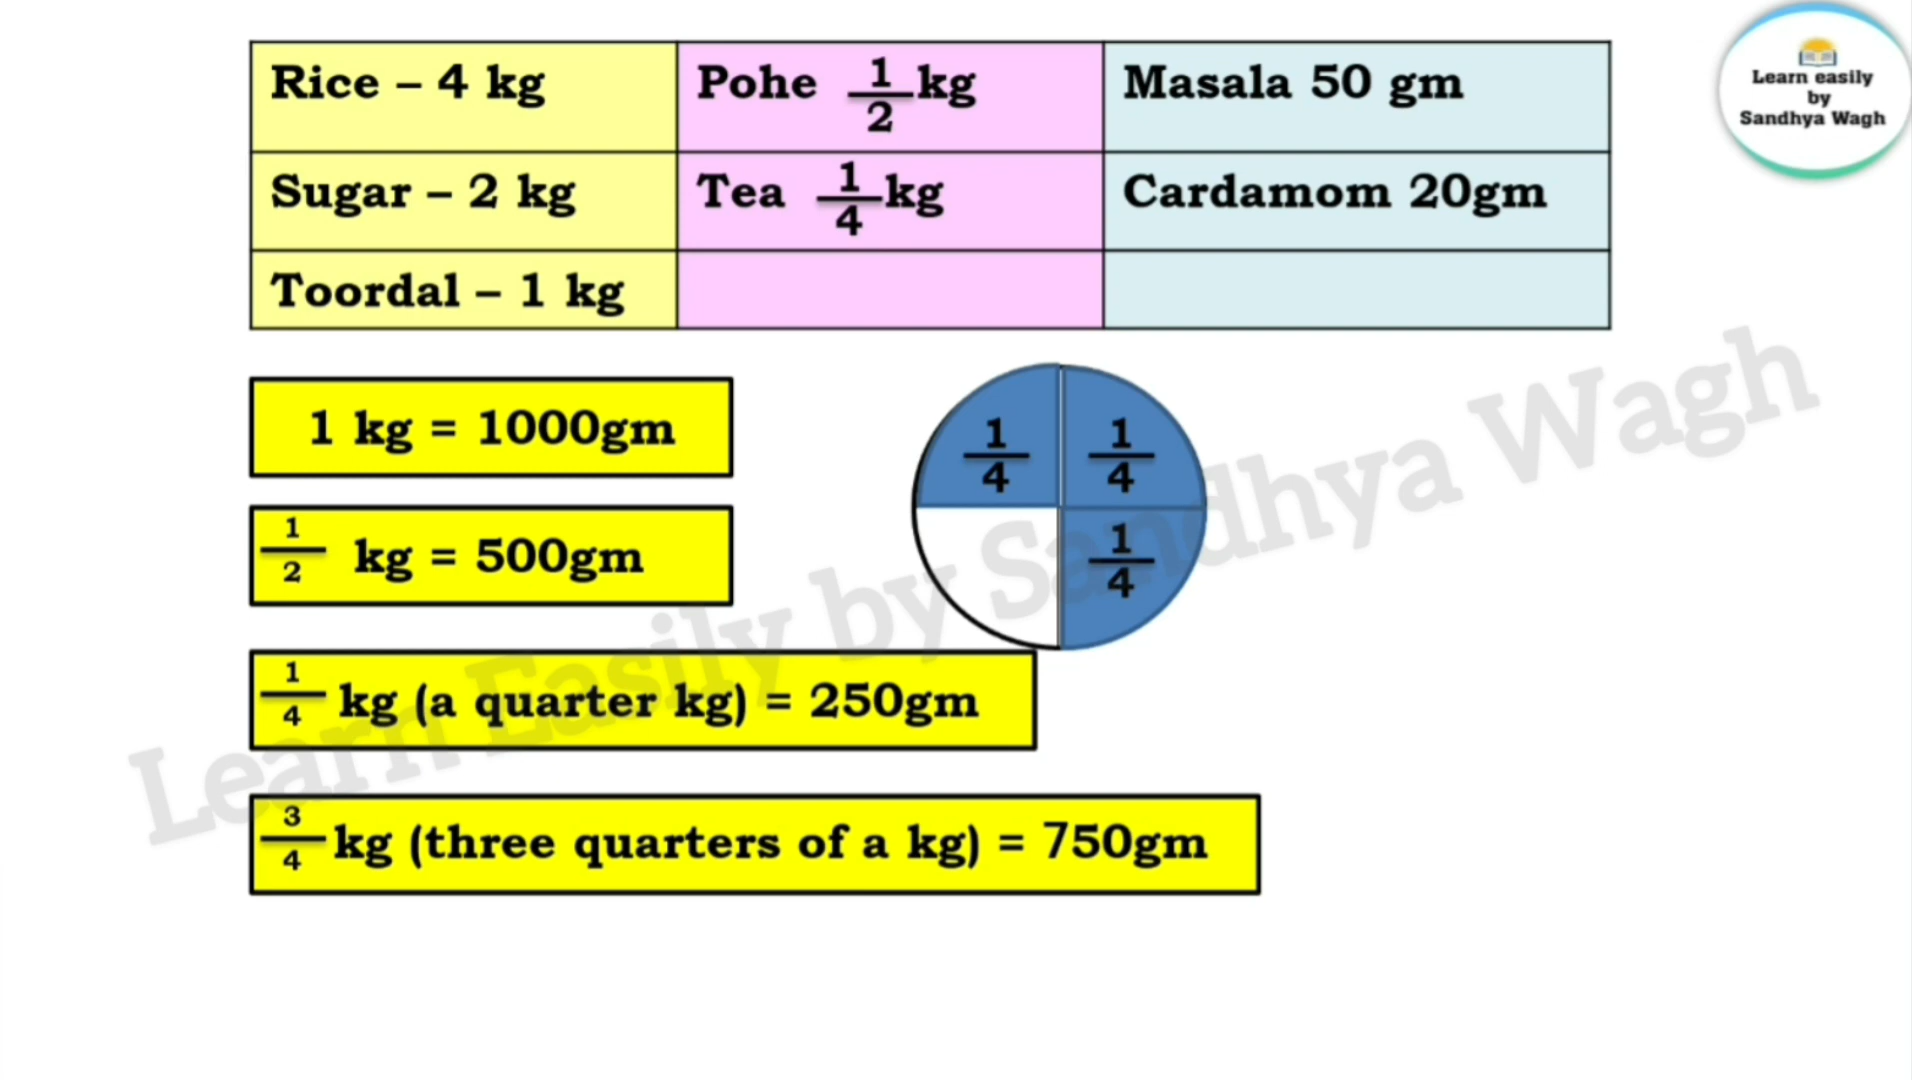 Rice – 4 kg
Pohe 1/2 kg
Masala 50 gm
Sugar – 2 kg
Tea 1/4 kg
Cardamom 20gm
Toordal – 1 kg
Learn easily
by
Sandhya Wagh
1 kg = 1000gm
1/2 kg = 500gm
1/4 1/4
1/4
1/4 kg (a quarter kg) = 250gm
3/4 kg (three quarters of a kg) = 750gm
Learn Easily by Sandhya Wagh